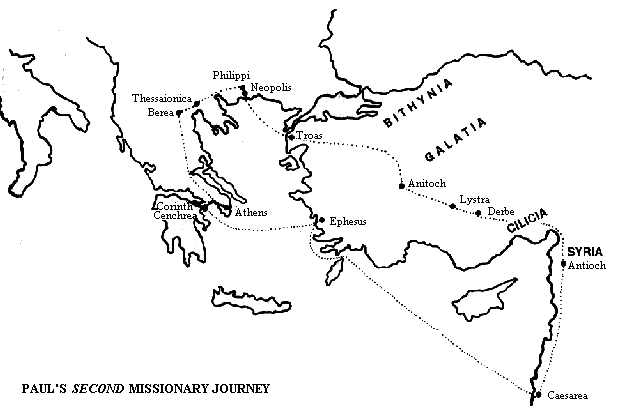 Philippi
Neopolis
Thessaionica
Berea
BITHYNIA
GALATIA
Troas
Anitoch
Lystra
Derbe
Corinth
Cenchrea
Athens
Ephesus
CILICIA
SYRIA
Antioch
Caesarea
PAUL'S SECOND MISSIONARY JOURNEY